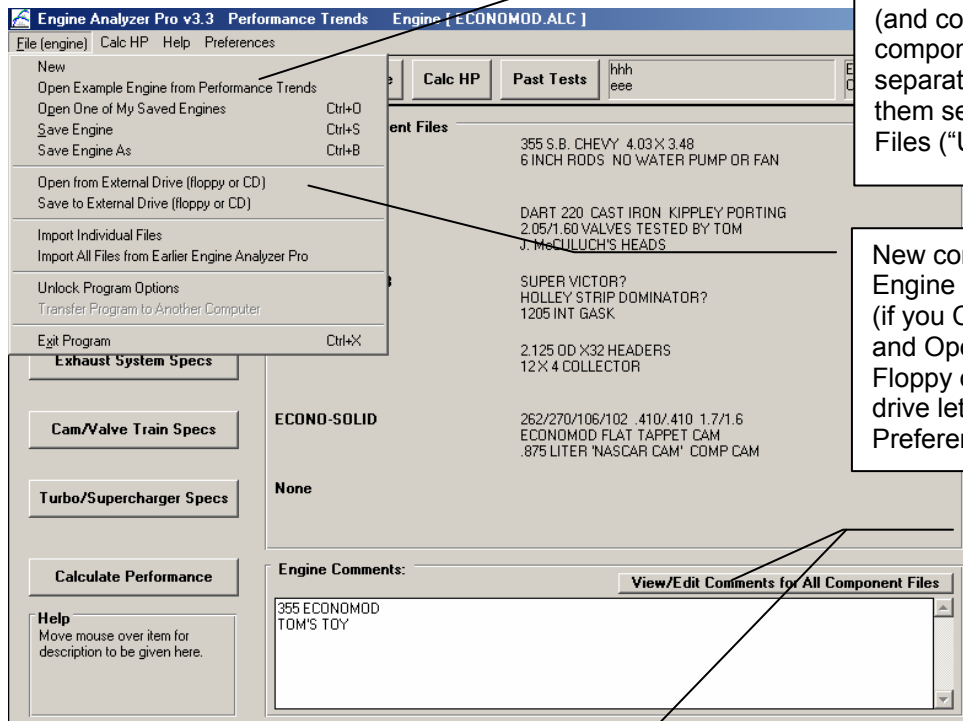 Engine Analyzer Pro v3.3 Performance Trends Engine [ ECONOMOD.ALC ]
File (engine) Calc HP Help Preferences
New
Open Example Engine from Performance Trends
Open One of My Saved Engines Ctrl+O
Save Engine Ctrl+S
Save Engine As Ctrl+B
Open from External Drive (floppy or CD)
Save to External Drive (floppy or CD)
Import Individual Files
Import All Files from Earlier Engine Analyzer Pro
Unlock Program Options
Transfer Program to Another Computer
Exit Program Ctrl+X
Calc HP
Past Tests
hhh
eee
ent Files
355 S.B. CHEVY 4.03 X 3.48
6 INCH RODS NO WATER PUMP OR FAN
DART 220 CAST IRON KIPPLEY PORTING
2.05/1.60 VALVES TESTED BY TOM
J. McCULUCH'S HEADS
SUPER VICTOR?
HOLLEY STRIP DOMINATOR?
1205 INT GASK
2.125 OD X32 HEADERS
12 X 4 COLLECTOR
Exhaust System Specs
Cam/Valve Train Specs
ECONO-SOLID
262/270/106/102 .410/.410 1.7/1.6
ECONOMOD FLAT TAPPET CAM
.875 LITER 'NASCAR CAM' COMP CAM
Turbo/Supercharger Specs
None
Calculate Performance
Help
Move mouse over item for
description to be given here.
Engine Comments:
View/Edit Comments for All Component Files
355 ECONOMOD
TOM'S TOY
(and co
compon
separat
them se
Files ("U
New co
Engine
(if you C
and Ope
Floppy
drive let
Prefere